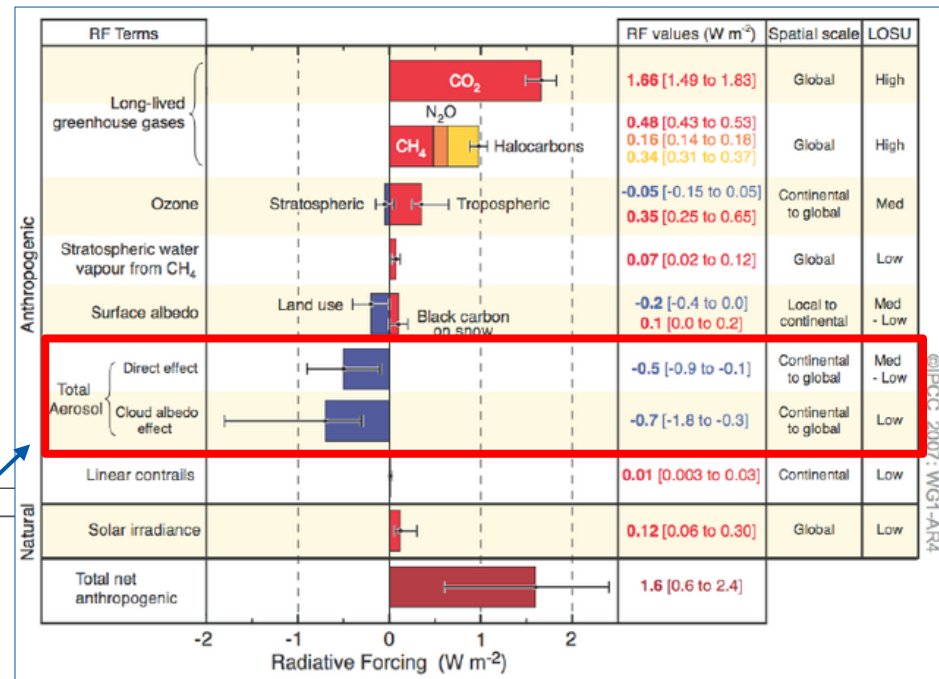 RF Terms
RF values (W m⁻²)
Spatial scale
LOSU
Anthropogenic
Long-lived
greenhouse gases
CO₂
1.66 [1.49 to 1.83]
Global
High
N₂O
CH₄
Halocarbons
0.48 [0.43 to 0.53]
0.16 [0.14 to 0.18]
0.34 [0.31 to 0.37]
Global
High
Ozone
Stratospheric
Tropospheric
-0.05 [-0.15 to 0.05]
0.35 [0.25 to 0.65]
Continental
to global
Med
Stratospheric water
vapour from CH₄
0.07 [0.02 to 0.12]
Global
Low
Surface albedo
Land use
Black carbon
on snow
-0.2 [-0.4 to 0.0]
0.1 [0.0 to 0.2]
Local to
continental
Med
- Low
Total
Aerosol
Direct effect
-0.5 [-0.9 to -0.1]
Continental
to global
Med
- Low
Cloud albedo
effect
-0.7 [-1.8 to -0.3]
Continental
to global
Low
Linear contrails
0.01 [0.003 to 0.03]
Continental
Low
Natural
Solar irradiance
0.12 [0.06 to 0.30]
Global
Low
Total net
anthropogenic
1.6 [0.6 to 2.4]
-2 -1 0 1 2
Radiative Forcing (W m⁻²)
©IPCC 2007: WG1-AR4